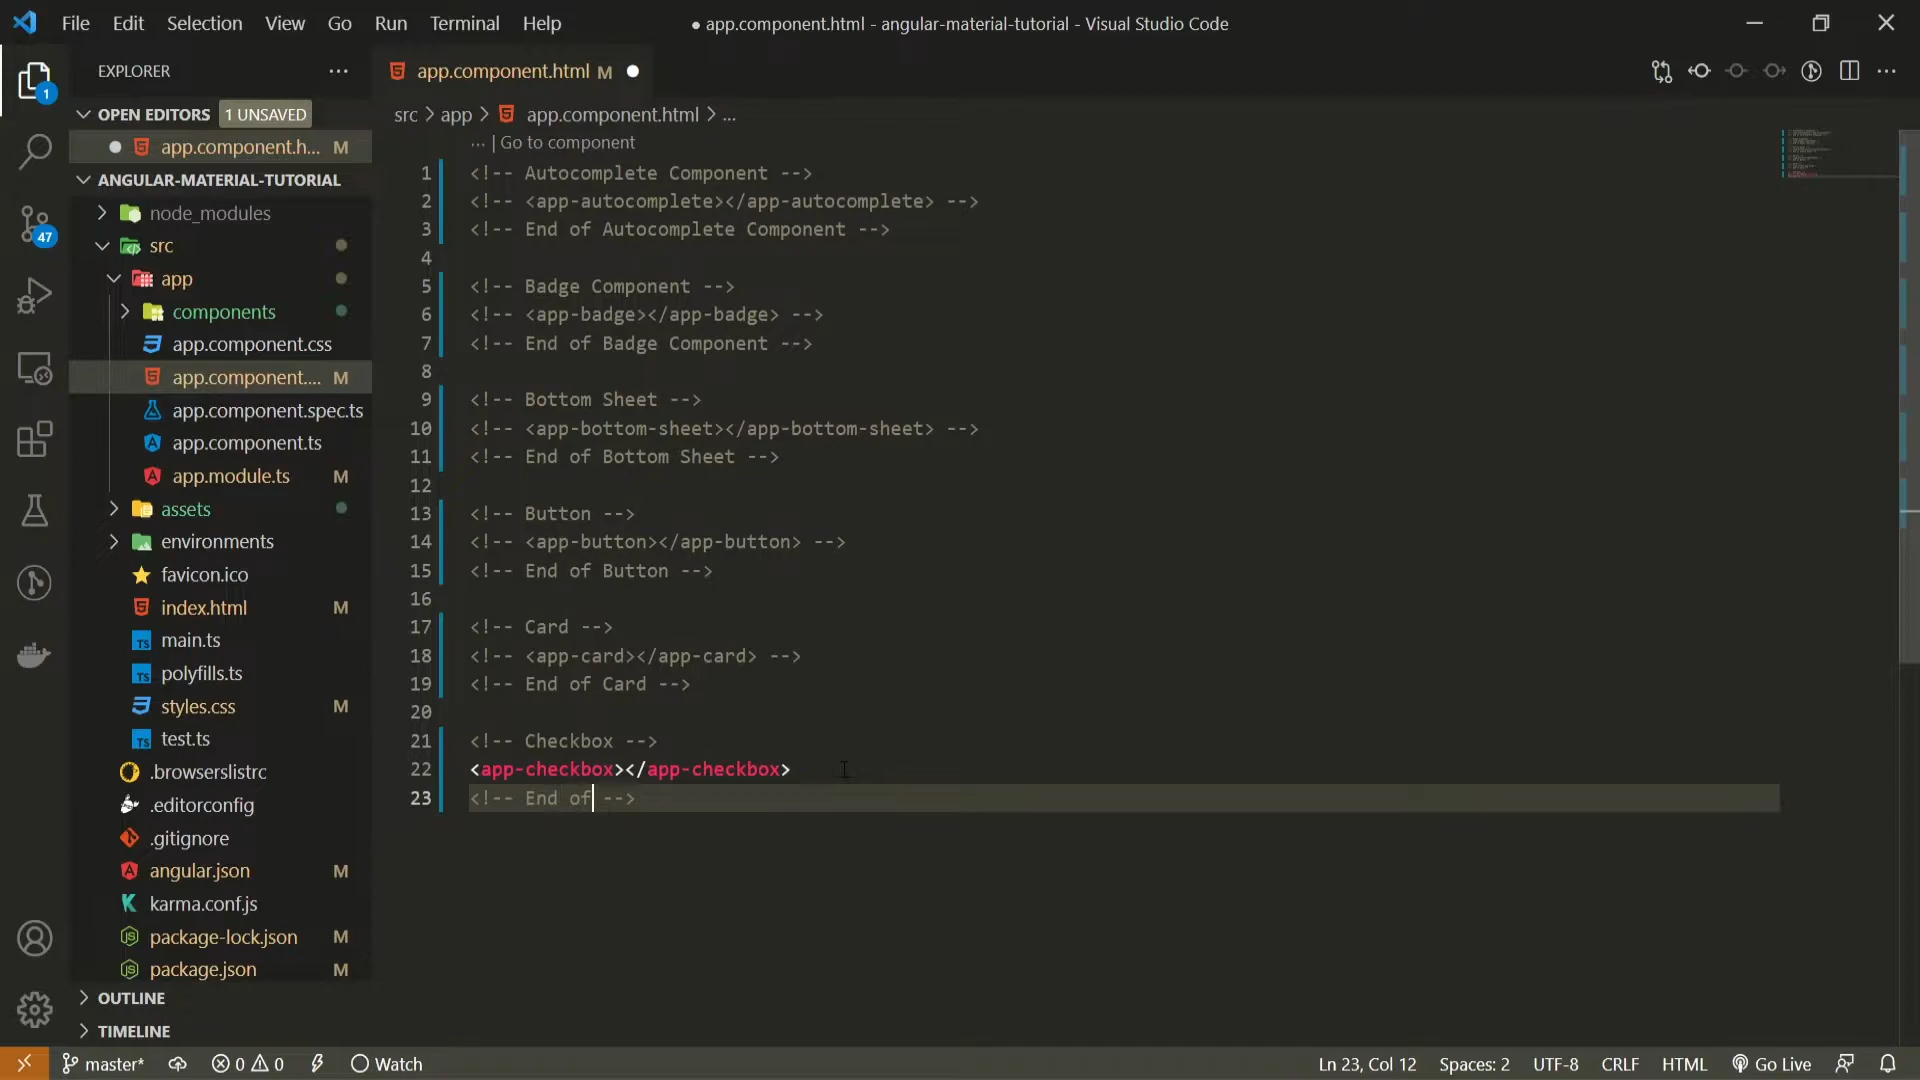 File Edit Selection View Go Run Terminal Help
● app.component.html - angular-material-tutorial - Visual Studio Code
EXPLORER
app.component.html M
OPEN EDITORS 1 UNSAVED
app.component.h... M
ANGULAR-MATERIAL-TUTORIAL
node_modules
src
app
components
app.component.css
app.component.... M
app.component.spec.ts
app.component.ts
app.module.ts M
assets
environments
favicon.ico
index.html M
main.ts
polyfills.ts
styles.css M
test.ts
.browserslistrc
.editorconfig
.gitignore
angular.json M
karma.conf.js
package-lock.json M
package.json M
OUTLINE
TIMELINE
1
47
src > app > app.component.html > ...
... | Go to component
1 <!-- Autocomplete Component -->
2 <!-- <app-autocomplete></app-autocomplete> -->
3 <!-- End of Autocomplete Component -->
4
5 <!-- Badge Component -->
6 <!-- <app-badge></app-badge> -->
7 <!-- End of Badge Component -->
8
9 <!-- Bottom Sheet -->
10 <!-- <app-bottom-sheet></app-bottom-sheet> -->
11 <!-- End of Bottom Sheet -->
12
13 <!-- Button -->
14 <!-- <app-button></app-button> -->
15 <!-- End of Button -->
16
17 <!-- Card -->
18 <!-- <app-card></app-card> -->
19 <!-- End of Card -->
20
21 <!-- Checkbox -->
22 <app-checkbox></app-checkbox>
23 <!-- End of -->
master* 0 0 Watch
Ln 23, Col 12 Spaces: 2 UTF-8 CRLF HTML Go Live